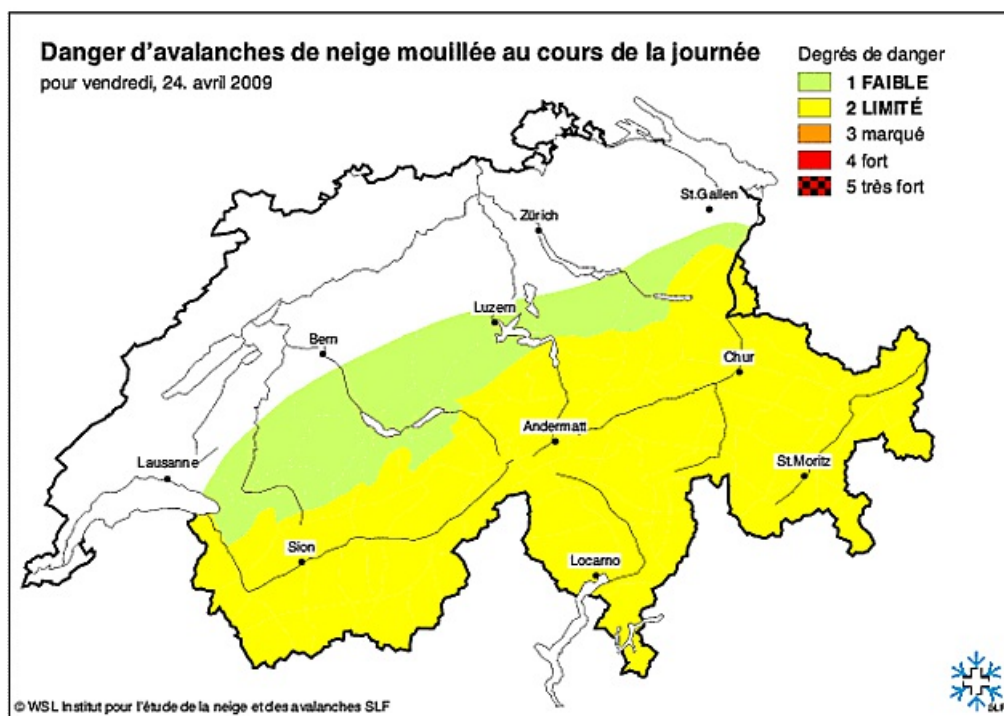 Danger d'avalanches de neige mouillée au cours de la journée
pour vendredi, 24. avril 2009
Degrés de danger
1 FAIBLE
2 LIMITÉ
3 marqué
4 fort
5 très fort
St.Gallen
Zürich
Luzern
Bern
Chur
Andermatt
Lausanne
St.Moritz
Sion
Locarno
© WSL Institut pour l'étude de la neige et des avalanches SLF
SLF